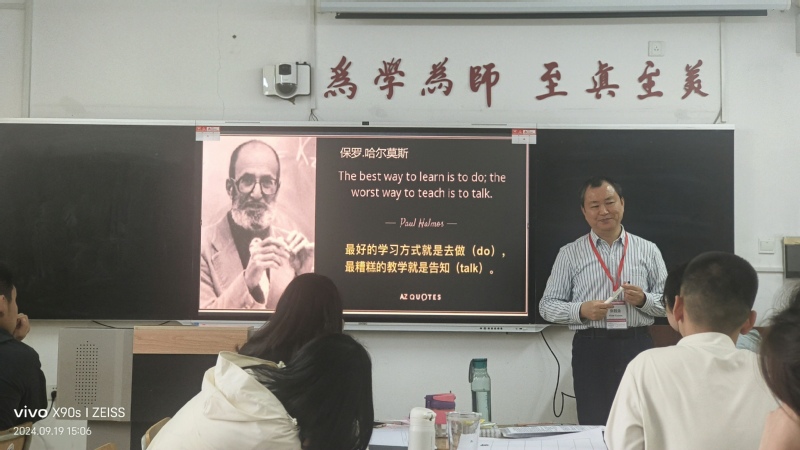 為學為師 至真至美
保罗.哈尔莫斯
The best way to learn is to do; the
worst way to teach is to talk.
— Paul Halmos —
最好的学习方式就是去做（do），
最糟糕的教学就是告知（talk）。
AZ QUOTES
vivo X90s | ZEISS
2024.09.19 15:06